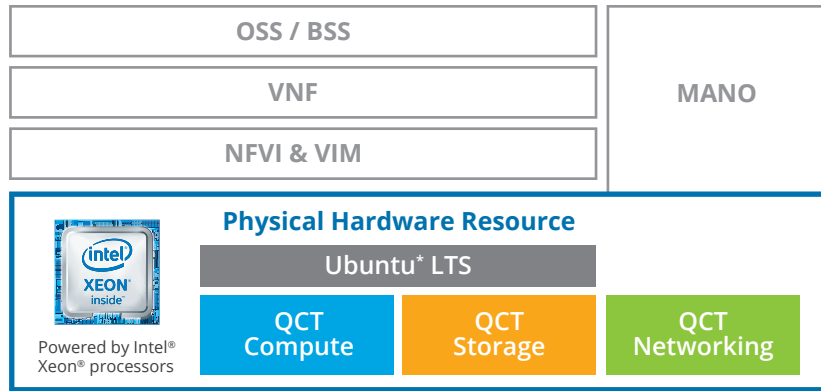 OSS / BSS
VNF
MANO
NFVI & VIM
Physical Hardware Resource
Ubuntu* LTS
intel
XEON®
inside™
Powered by Intel®
Xeon® processors
QCT
Compute
QCT
Storage
QCT
Networking